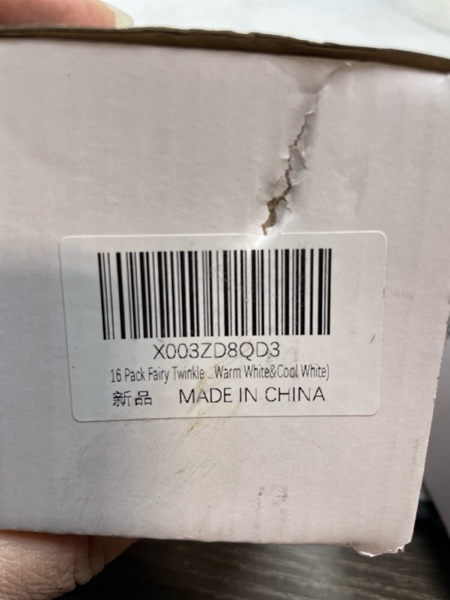 X003ZD8QD3
16 Pack Fairy Twinkle ...Warm White&Cool White)
新品 MADE IN CHINA